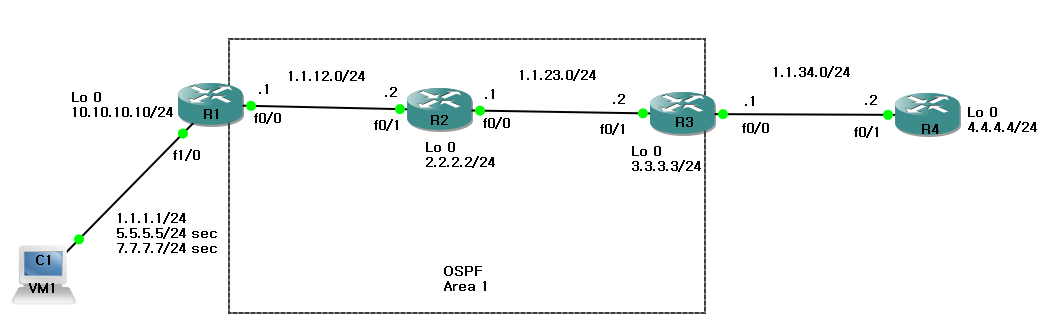 Lo 0
10.10.10.10/24
R1
.1
f0/0
f1/0
1.1.12.0/24
.2
f0/1
R2
.1
f0/0
Lo 0
2.2.2.2/24
1.1.23.0/24
.2
f0/1
R3
.1
f0/0
Lo 0
3.3.3.3/24
1.1.34.0/24
.2
f0/1
R4
Lo 0
4.4.4.4/24
1.1.1.1/24
5.5.5.5/24 sec
7.7.7.7/24 sec
C1
VM1
OSPF
Area 1